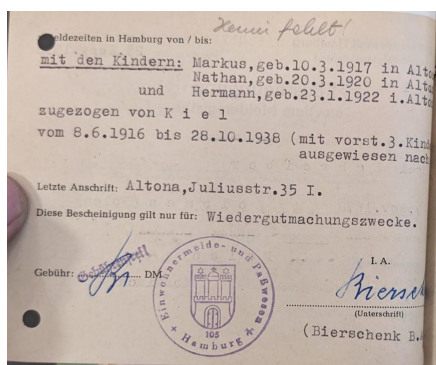 Henni fehlt!
Meldezeiten in Hamburg von / bis:
mit den Kindern: Markus,geb.10.3.1917 in Alto
Nathan,geb.20.3.1920 in Alto
und Hermann,geb.23.1.1922 i.Alto
zugezogen von K i e l
vom 8.6.1916 bis 28.10.1938 (mit vorst.3.Kind
ausgewiesen nach
Letzte Anschrift: Altona,Juliusstr.35 I.
Diese Bescheinigung gilt nur für: Wiedergutmachungszwecke.
Gebühr: Gebührenfrei DM
Einwohnermelde- und Paßwesen
105
Hamburg
I. A.
Biersc
(Unterschrift)
(Bierschenk B.A